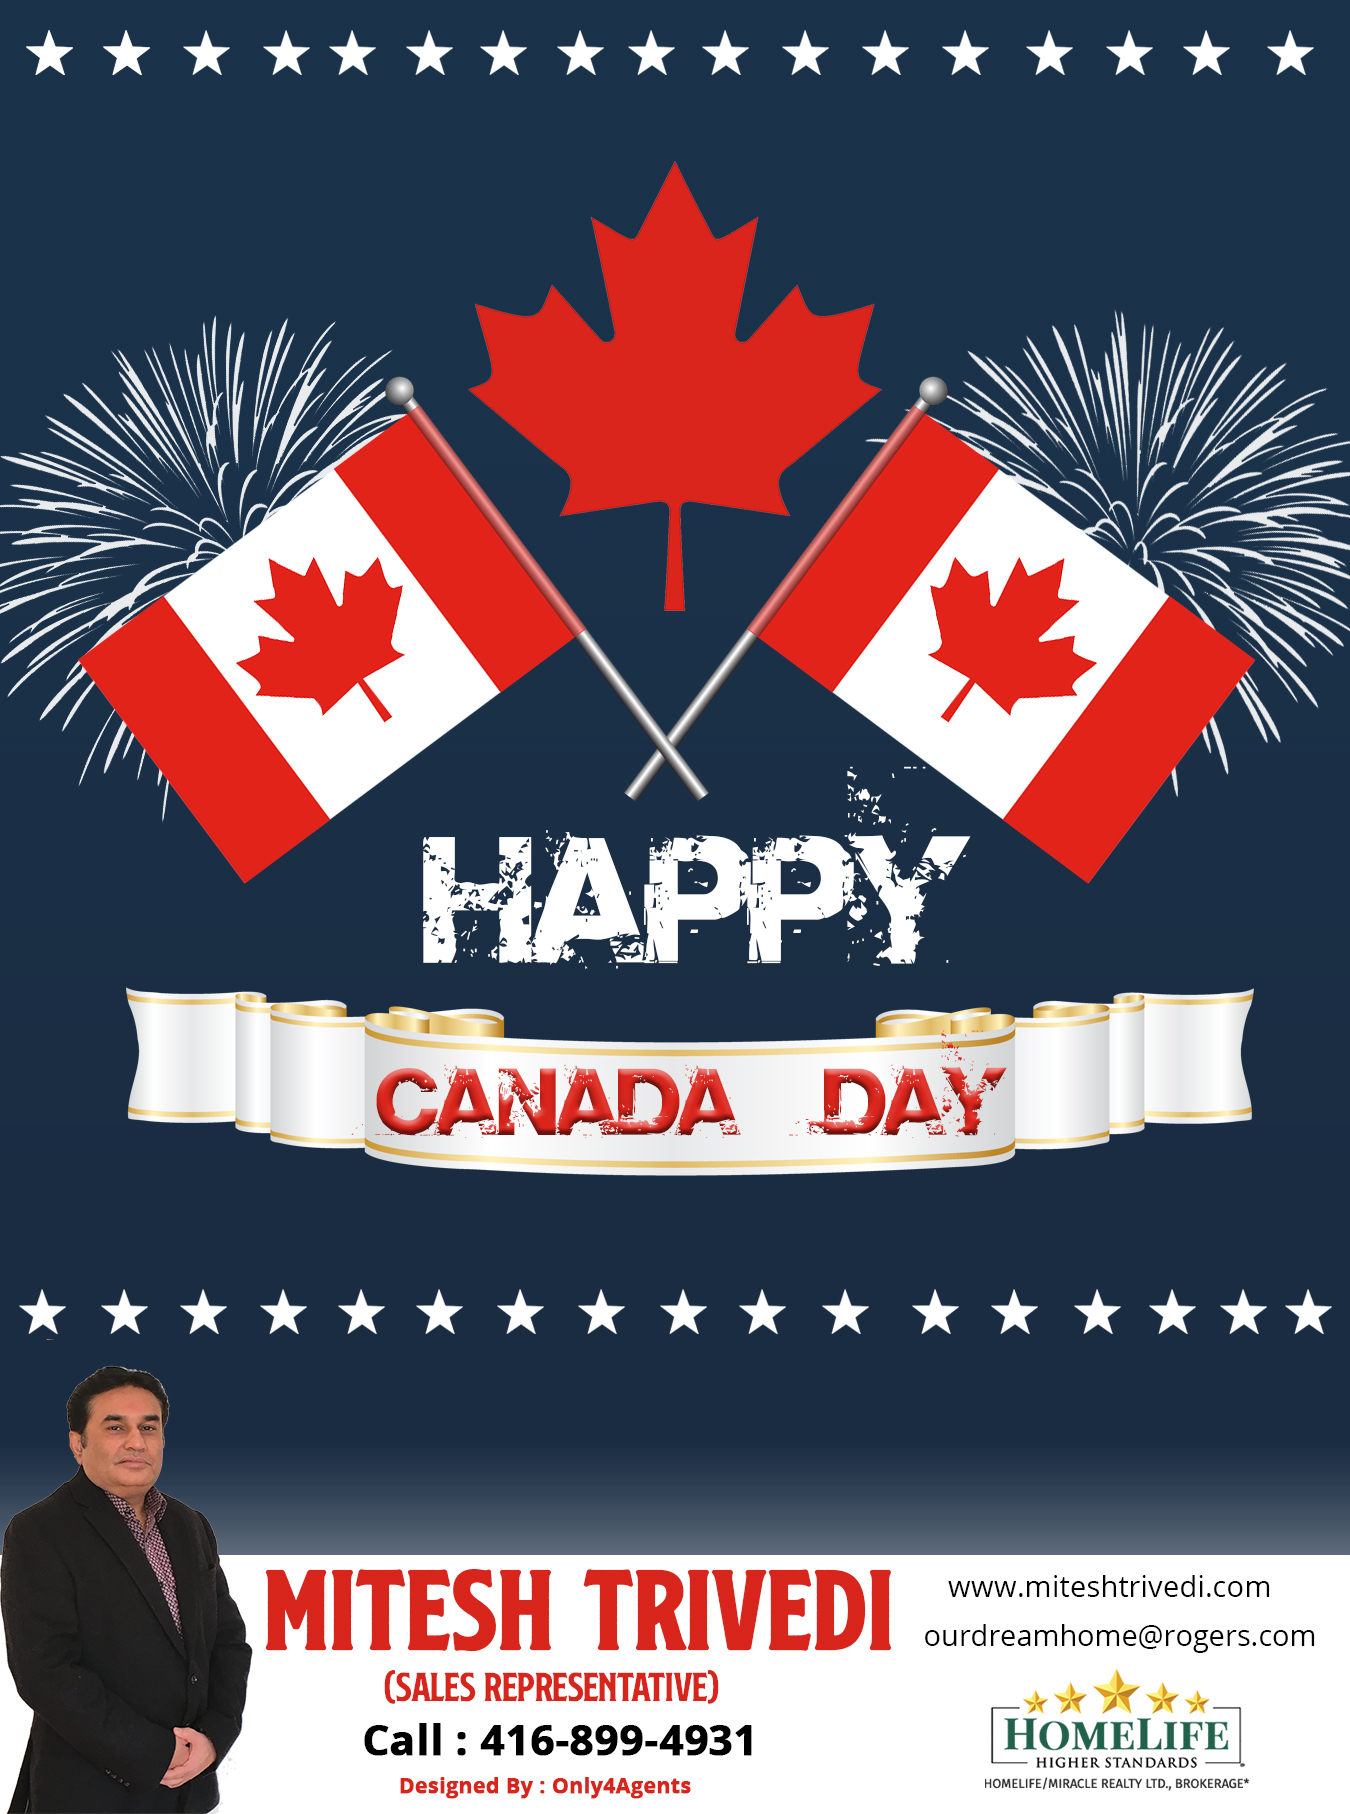 HAPPY
CANADA DAY
MITESH TRIVEDI
(SALES REPRESENTATIVE)
Call : 416-899-4931
Designed By : Only4Agents
www.miteshtrivedi.com
ourdreamhome@rogers.com
HOMELIFE
HIGHER STANDARDS
HOMELIFE/MIRACLE REALTY LTD., BROKERAGE*